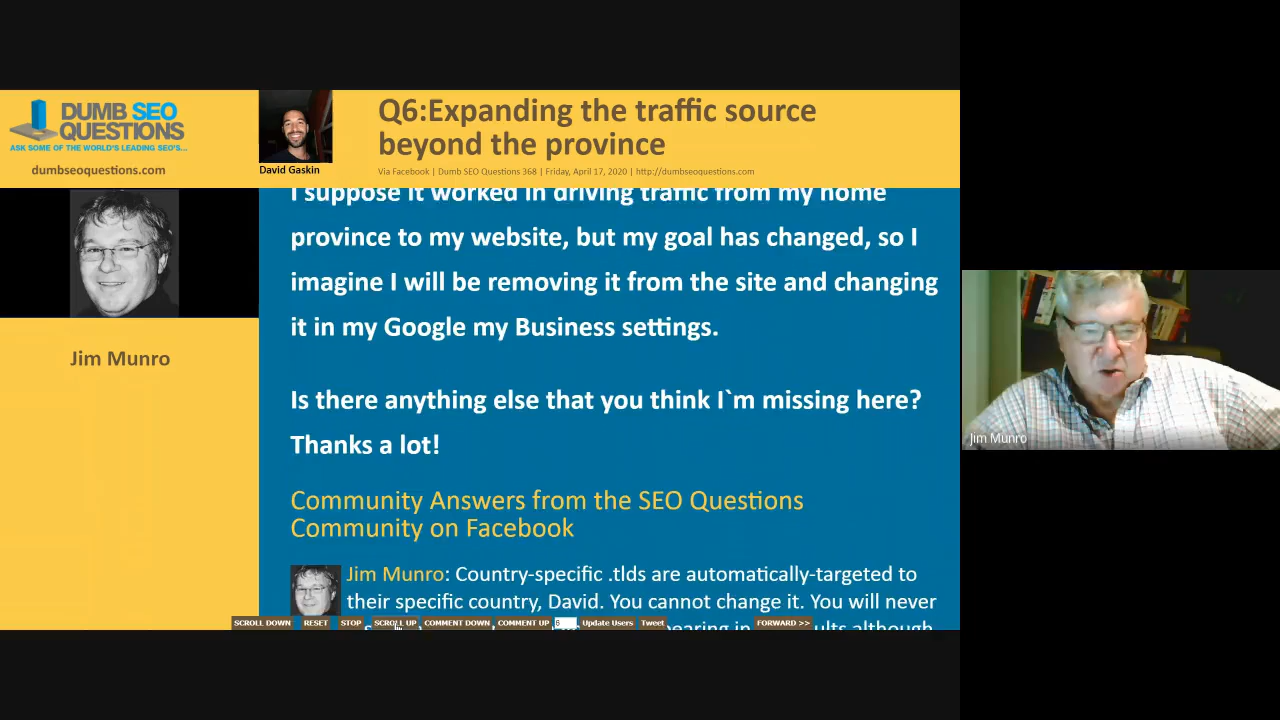 DUMB SEO
QUESTIONS
ASK SOME OF THE WORLD'S LEADING SEO'S...
dumbseoquestions.com
David Gaskin
Q6:Expanding the traffic source
beyond the province
Via Facebook | Dumb SEO Questions 368 | Friday, April 17, 2020 | http://dumbseoquestions.com
Jim Munro
I suppose it worked in driving traffic from my home
province to my website, but my goal has changed, so I
imagine I will be removing it from the site and changing
it in my Google my Business settings.
Is there anything else that you think I`m missing here?
Thanks a lot!
Community Answers from the SEO Questions
Community on Facebook
Jim Munro: Country-specific .tlds are automatically-targeted to
their specific country, David. You cannot change it. You will never
although
SCROLL DOWN RESET STOP SCROLL UP COMMENT DOWN COMMENT UP 6 Update Users Tweet FORWARD >>
Jim Munro